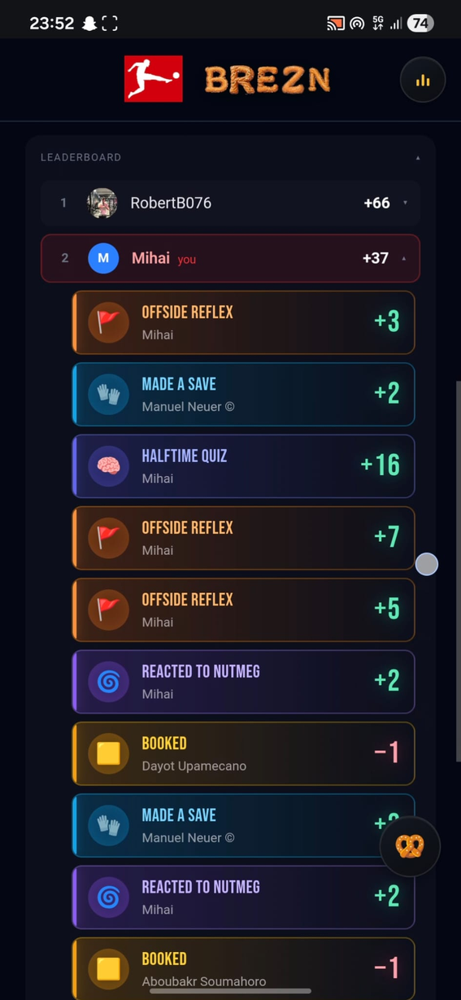 23:52
5G
74
BREZN
LEADERBOARD
1 RobertB076 +66
2 M Mihai you +37
OFFSIDE REFLEX
Mihai
+3
MADE A SAVE
Manuel Neuer ©
+2
HALFTIME QUIZ
Mihai
+16
OFFSIDE REFLEX
Mihai
+7
OFFSIDE REFLEX
Mihai
+5
REACTED TO NUTMEG
Mihai
+2
BOOKED
Dayot Upamecano
−1
MADE A SAVE
Manuel Neuer ©
REACTED TO NUTMEG
Mihai
+2
BOOKED
Aboubakr Soumahoro
−1